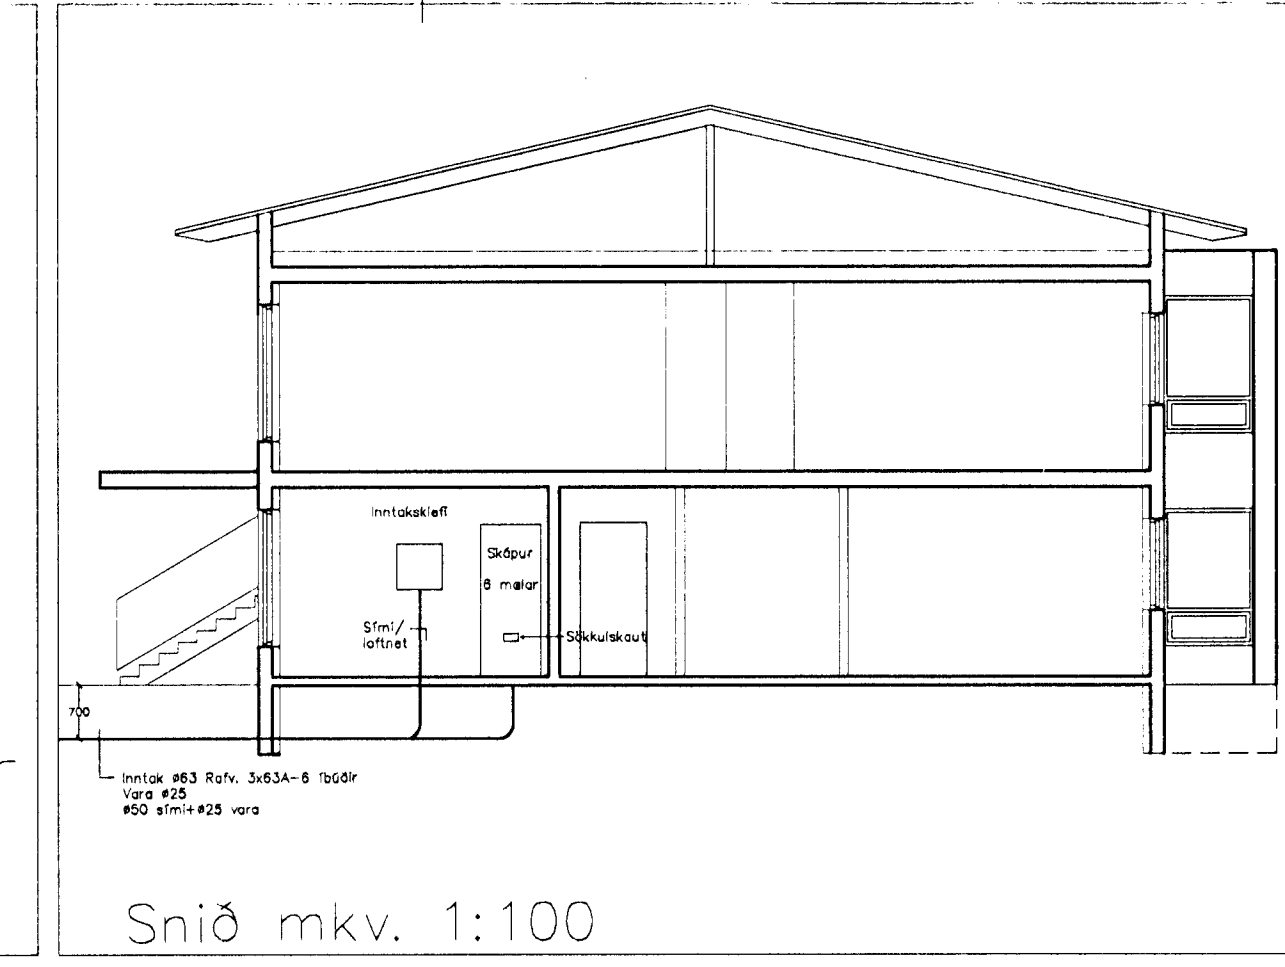 Inntaksklefi
Skápur
6 mælar
Sími/
loftnet
Sökkulskaut
700
Inntak ø63 Rafv. 3x63A-6 íbúðir
Vara ø25
ø50 sími+ø25 vara
Snið mkv. 1:100